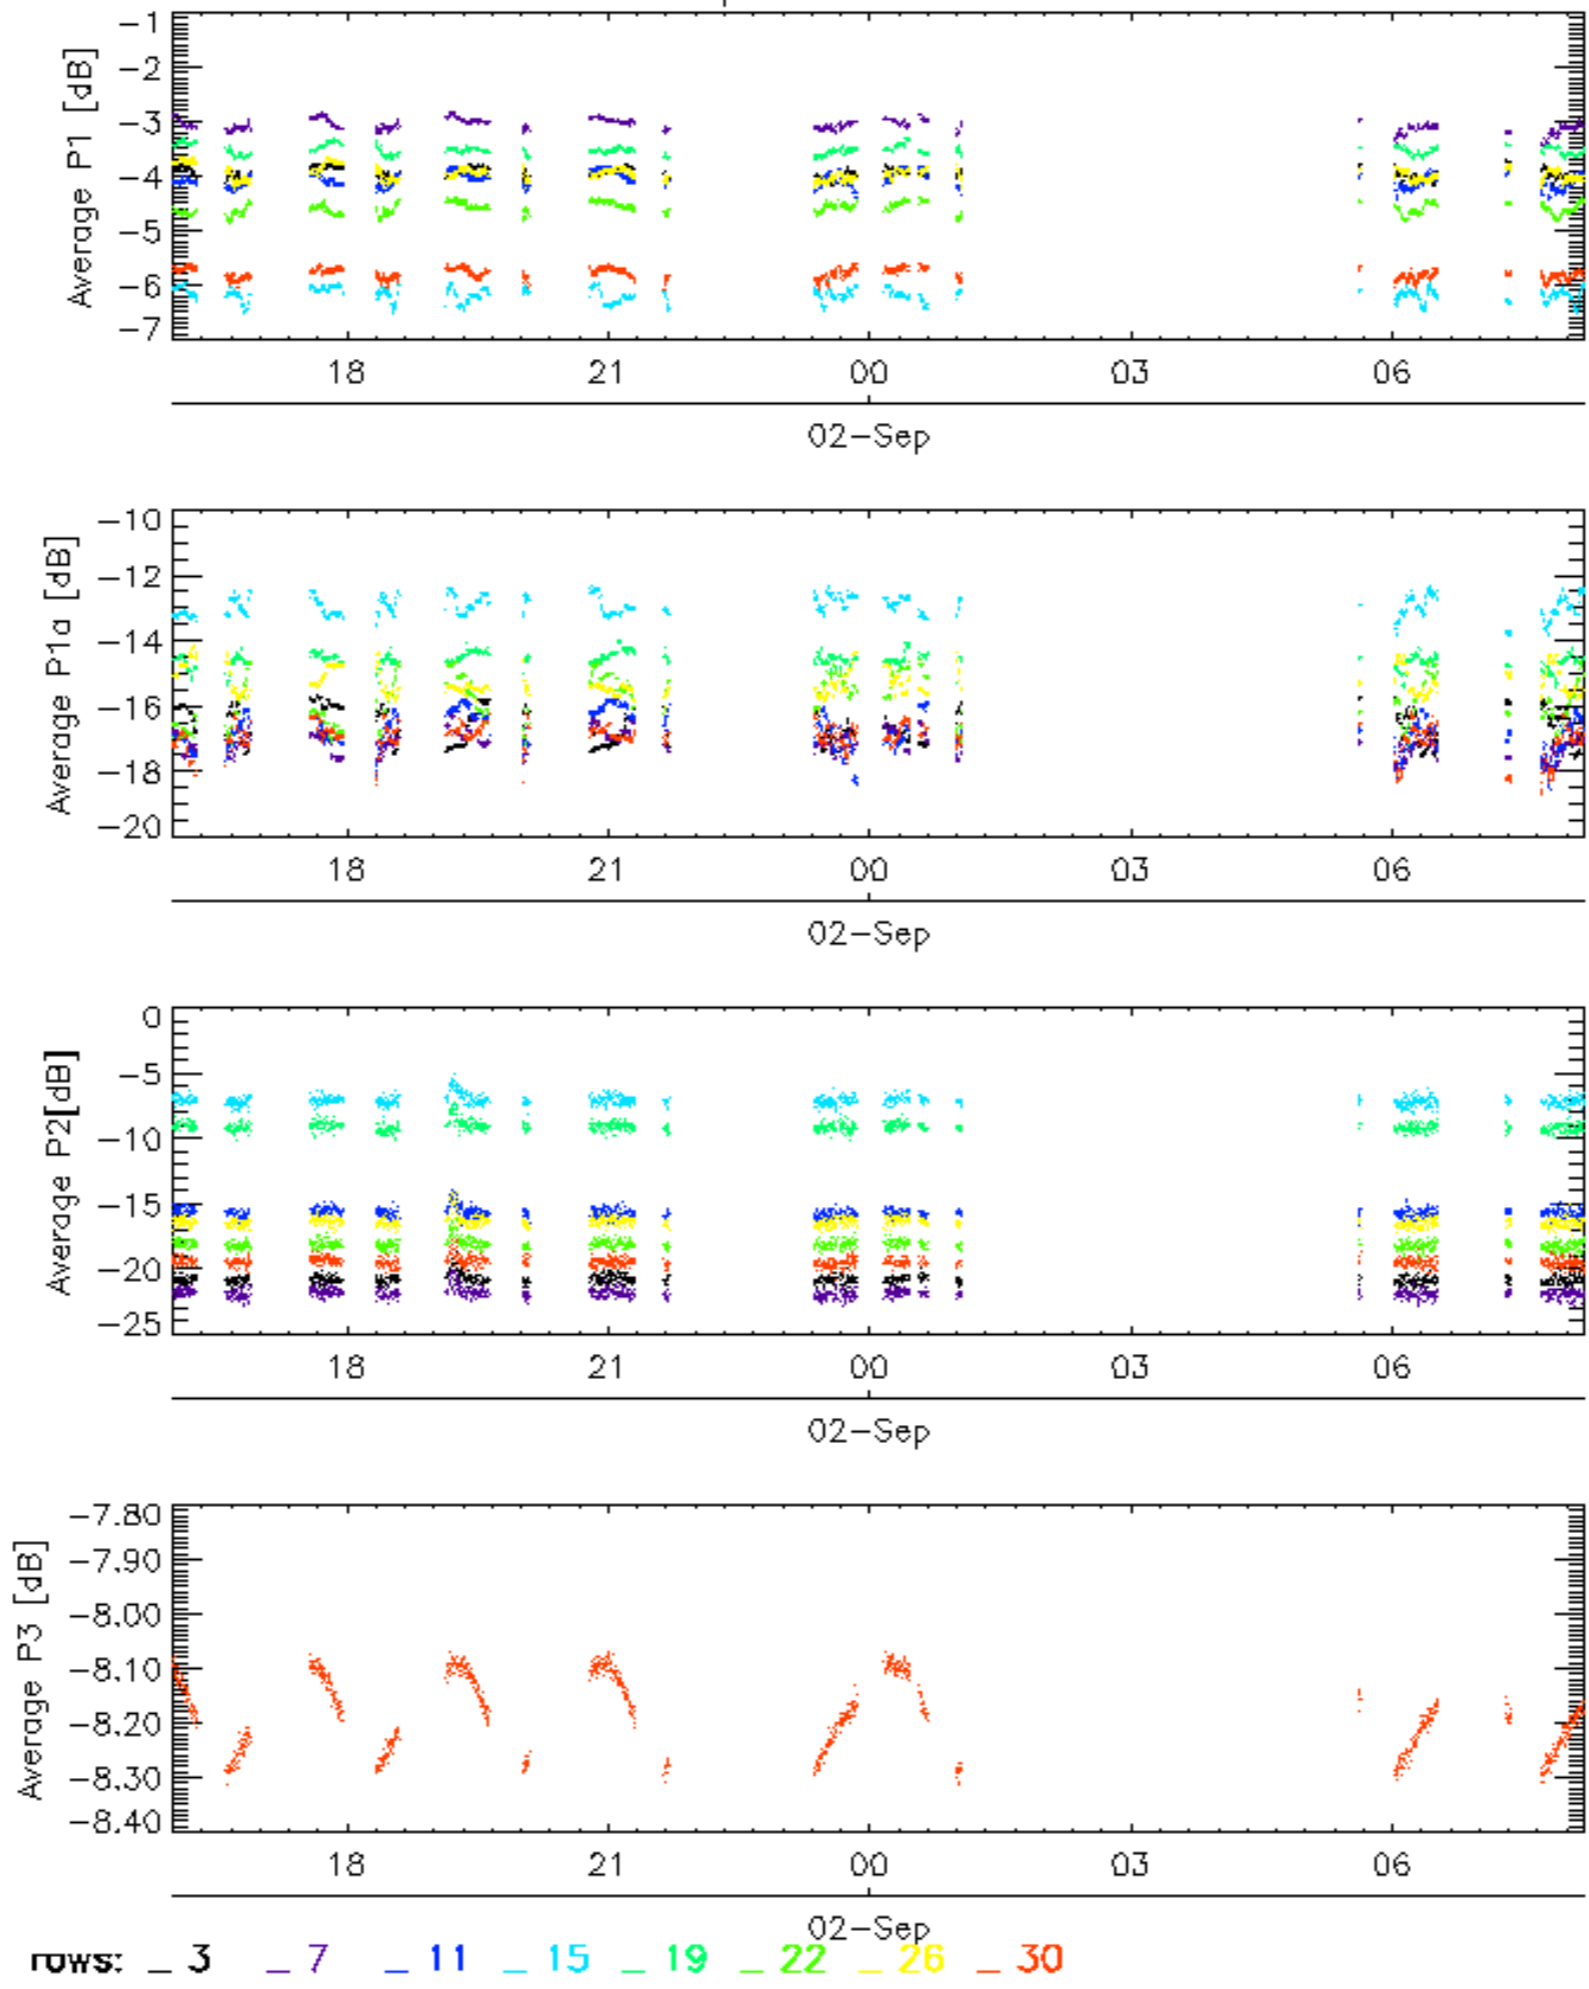 -1
-2
-3
-4
-5
-6
-7
Average P1 [dB]
18 21 00 03 06
02-Sep
-10
-12
-14
-16
-18
-20
Average P1a [dB]
18 21 00 03 06
02-Sep
0
-5
-10
-15
-20
-25
Average P2[dB]
18 21 00 03 06
02-Sep
-7.80
-7.90
-8.00
-8.10
-8.20
-8.30
-8.40
Average P3 [dB]
18 21 00 03 06
02-Sep
rows: _ 3 _ 7 _ 11 _ 15 _ 19 _ 22 _ 26 _ 30